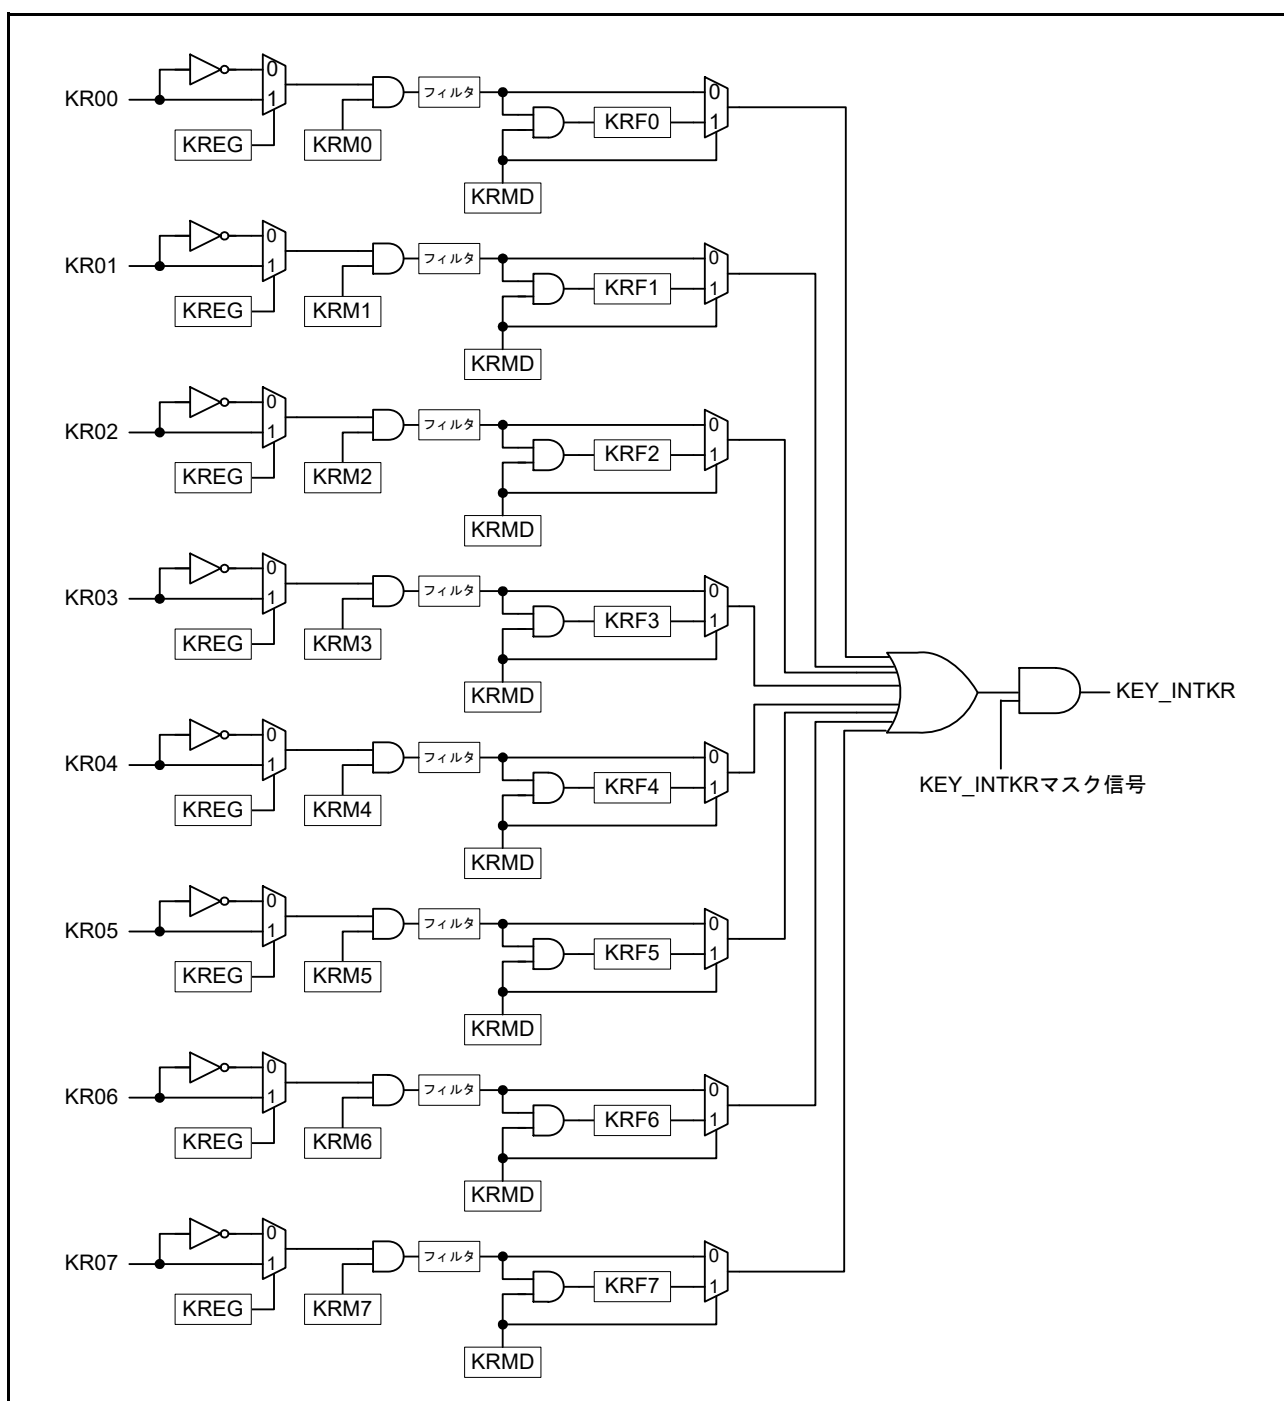 0
KR00
フィルタ
0
1
KRF0
1
KREG
KRM0
KRMD
0
KR01
フィルタ
0
1
KRF1
1
KREG
KRM1
KRMD
0
KR02
フィルタ
0
1
KRF2
1
KREG
KRM2
KRMD
0
KR03
フィルタ
0
1
KRF3
1
KREG
KRM3
KRMD
KEY_INTKR
KEY_INTKRマスク信号
0
KR04
フィルタ
0
1
KRF4
1
KREG
KRM4
KRMD
0
KR05
フィルタ
0
1
KRF5
1
KREG
KRM5
KRMD
0
KR06
フィルタ
0
1
KRF6
1
KREG
KRM6
KRMD
0
KR07
フィルタ
0
1
KRF7
1
KREG
KRM7
KRMD